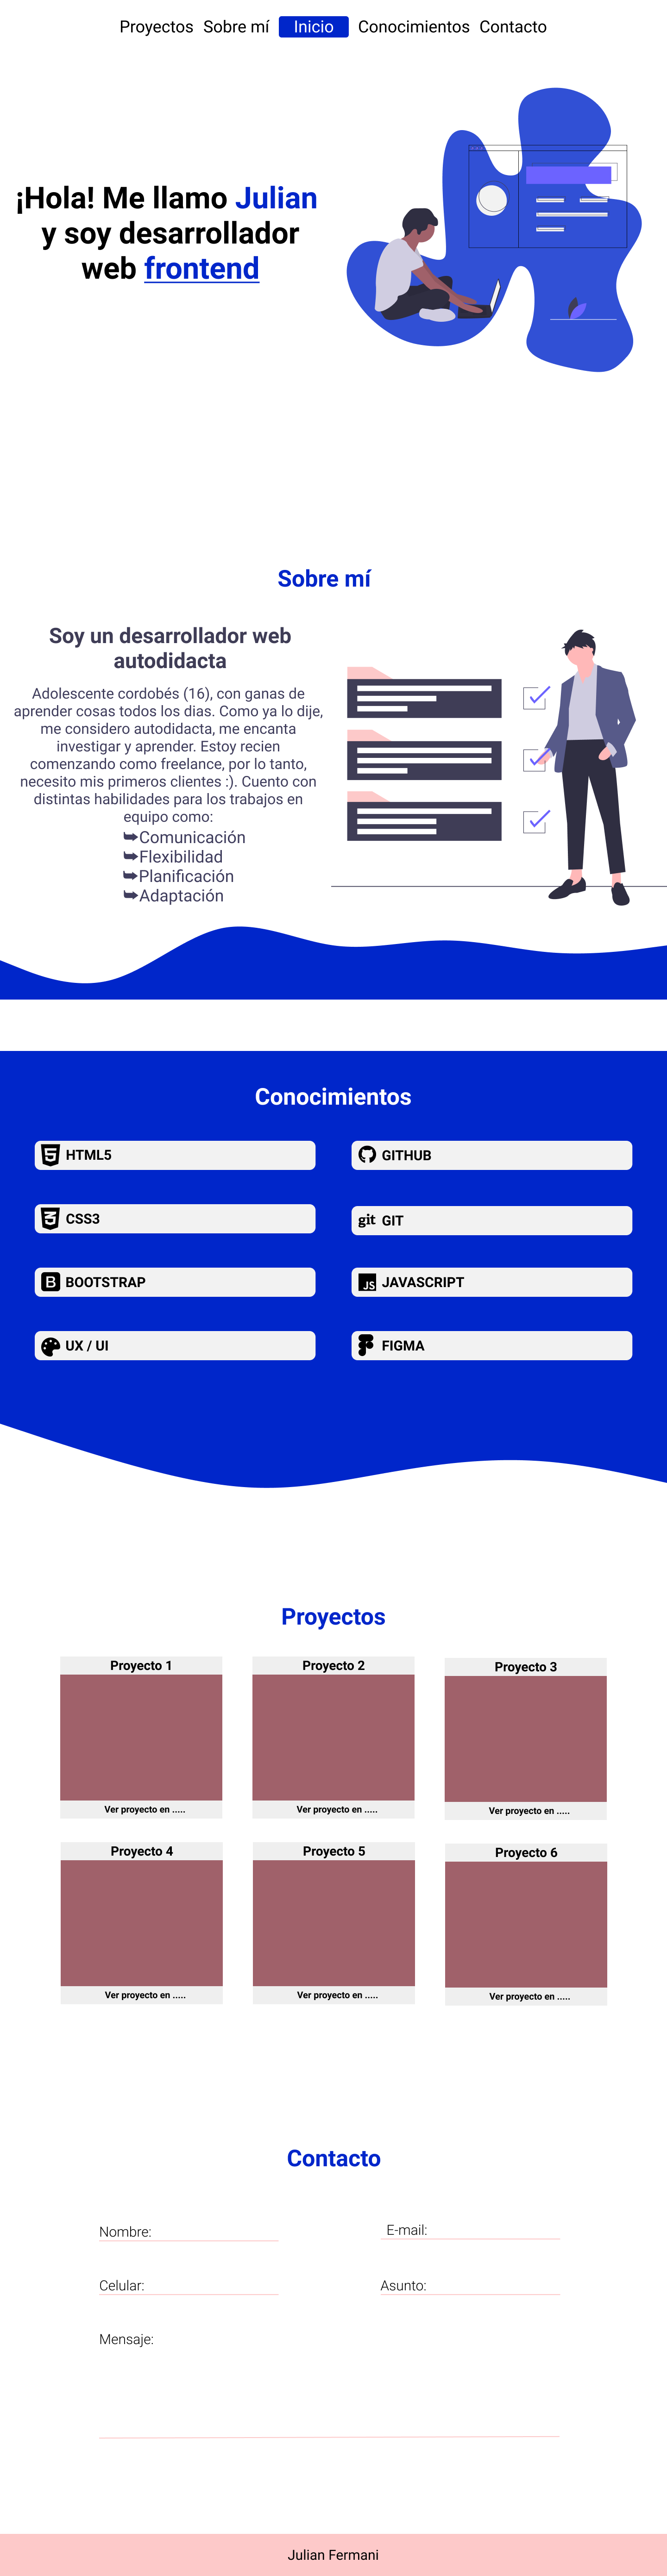 Proyectos Sobre mí Inicio Conocimientos Contacto
¡Hola! Me llamo Julian
y soy desarrollador
web frontend
Sobre mí
Soy un desarrollador web
autodidacta
Adolescente cordobés (16), con ganas de
aprender cosas todos los dias. Como ya lo dije,
me considero autodidacta, me encanta
investigar y aprender. Estoy recien
comenzando como freelance, por lo tanto,
necesito mis primeros clientes :). Cuento con
distintas habilidades para los trabajos en
equipo como:
➥Comunicación
➥Flexibilidad
➥Planificación
➥Adaptación
Conocimientos
HTML5
GITHUB
CSS3
git GIT
BOOTSTRAP
JS JAVASCRIPT
UX / UI
FIGMA
Proyectos
Proyecto 1
Ver proyecto en .....
Proyecto 2
Ver proyecto en .....
Proyecto 3
Ver proyecto en .....
Proyecto 4
Ver proyecto en .....
Proyecto 5
Ver proyecto en .....
Proyecto 6
Ver proyecto en .....
Contacto
Nombre:
E-mail:
Celular:
Asunto:
Mensaje:
Julian Fermani